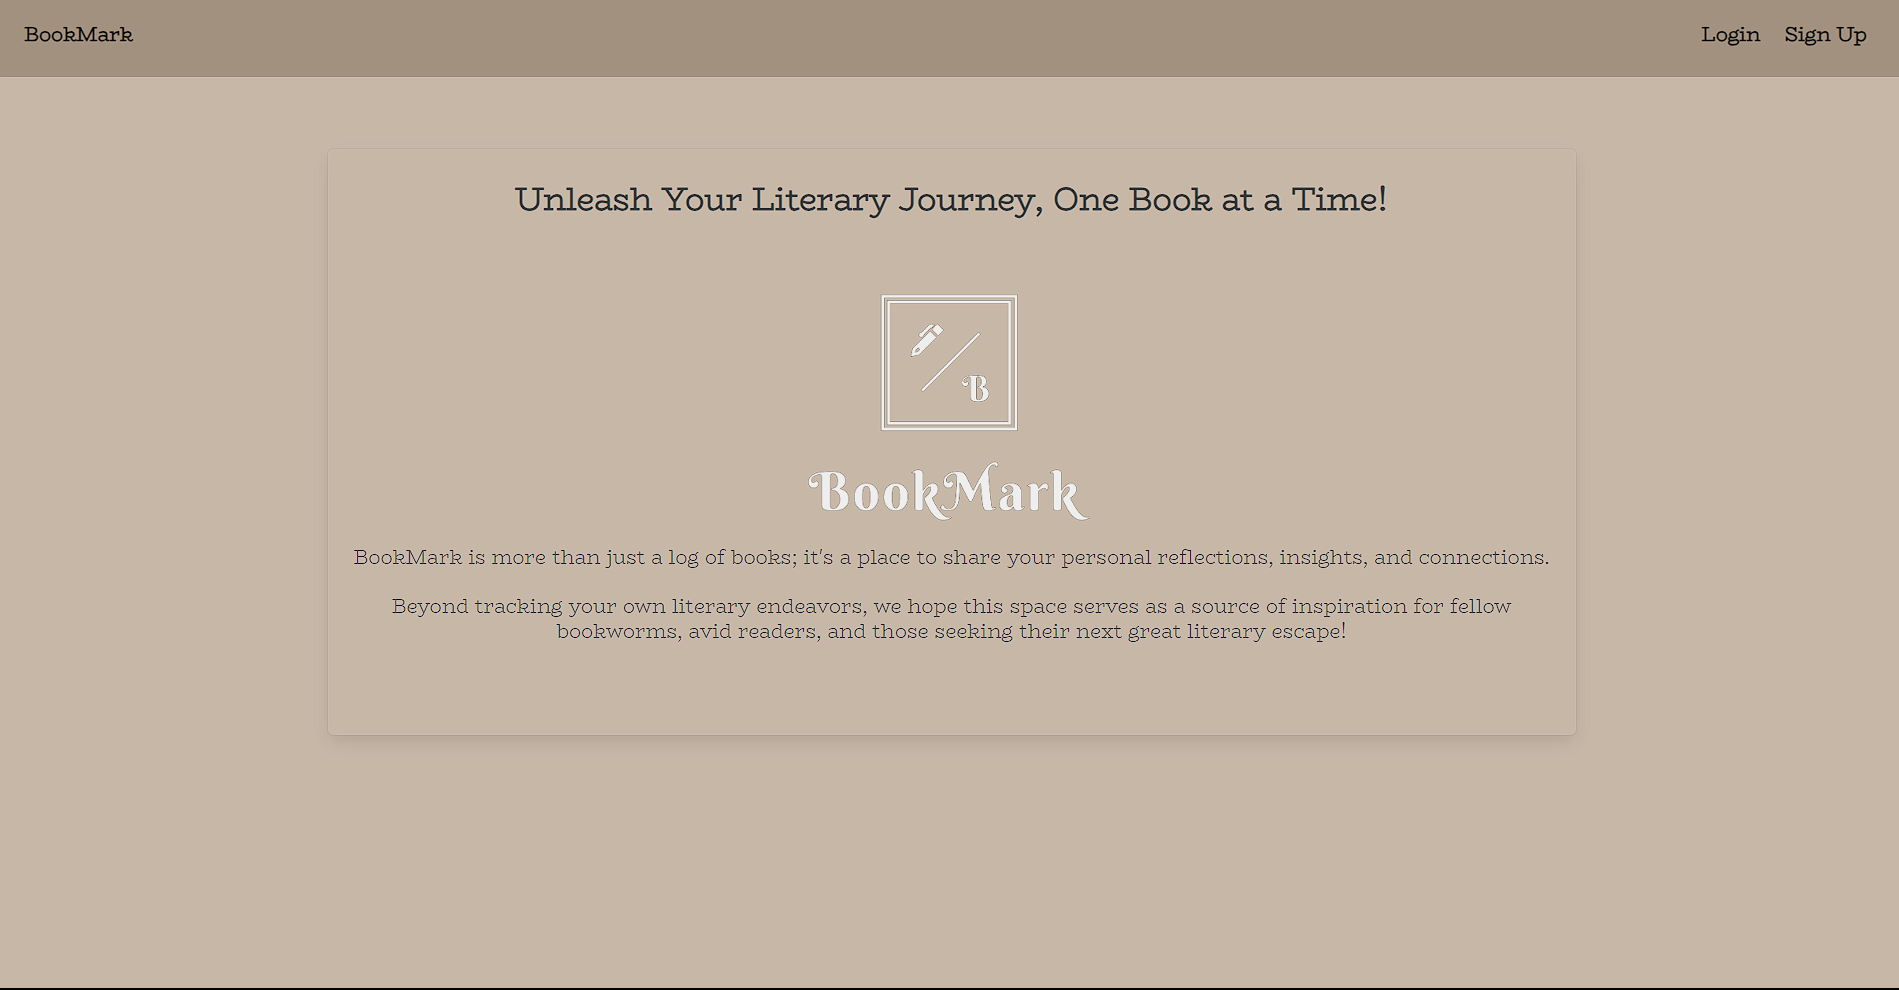 BookMark
Login
Sign Up
Unleash Your Literary Journey, One Book at a Time!
B
BookMark
BookMark is more than just a log of books; it's a place to share your personal reflections, insights, and connections.
Beyond tracking your own literary endeavors, we hope this space serves as a source of inspiration for fellow
bookworms, avid readers, and those seeking their next great literary escape!